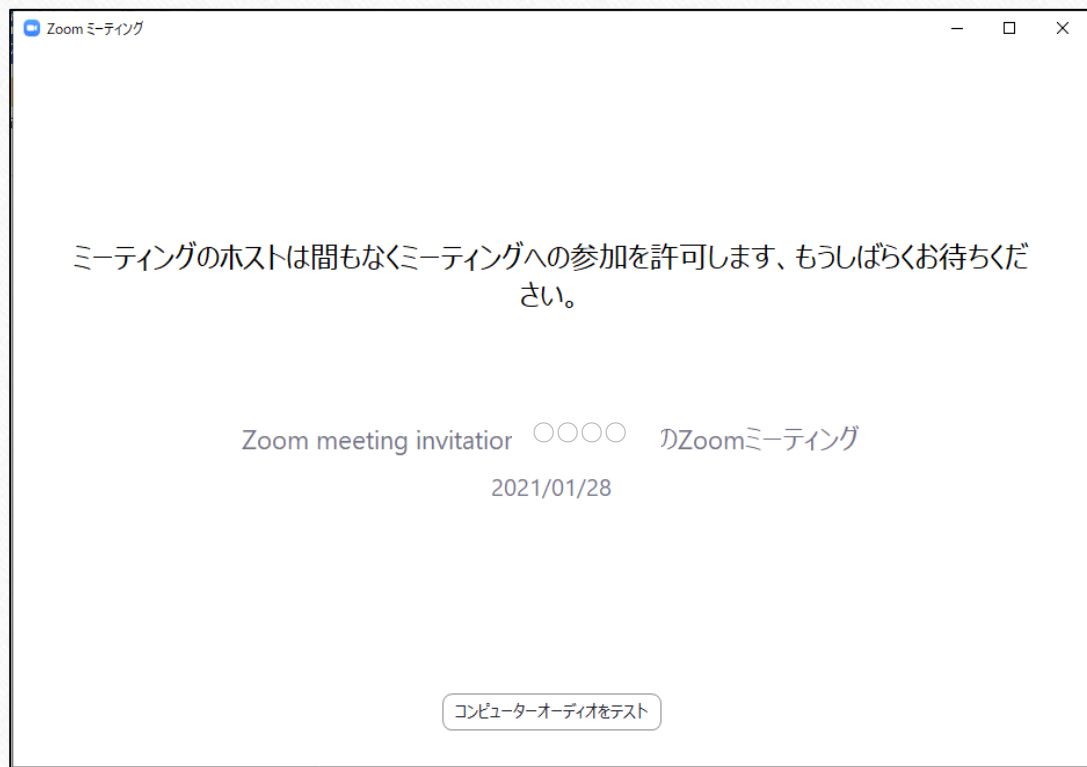 Zoom ミーティング
ミーティングのホストは間もなくミーティングへの参加を許可します、もうしばらくお待ちくだ
さい。
Zoom meeting invitation 〇〇〇〇 のZoomミーティング
2021/01/28
コンピューターオーディオをテスト